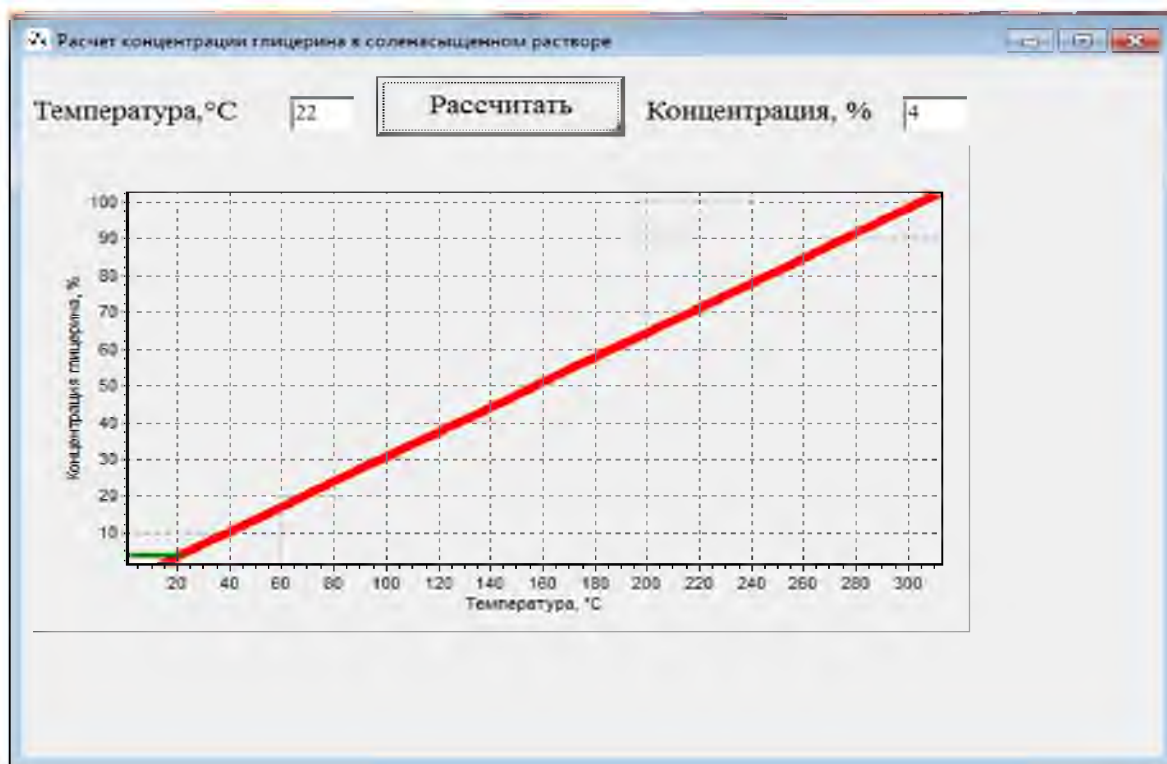 Расчет концентрации глицерина в соленасыщенном растворе
Температура,°C 22 Рассчитать Концентрация, % 4
Концентрация глицерина, %
100
90
80
70
60
50
40
30
20
10
20 40 60 80 100 120 140 160 180 200 220 240 260 280 300
Температура, °C